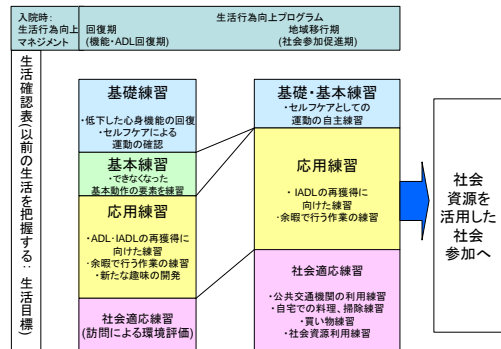 入院時:
生活行為向上
マネジメント
生活行為向上プログラム
回復期
(機能・ADL回復期)
地域移行期
(社会参加促進期)
生活確認表(以前の生活を把握する:生活目標)
基礎練習
・低下した心身機能の回復
・セルフケアによる
運動の確認
基本練習
・できなくなった
基本動作の要素を練習
応用練習
・ADL・IADLの再獲得に
向けた練習
・余暇で行う作業の練習
・新たな趣味の開発
社会適応練習
(訪問による環境評価)
基礎・基本練習
・セルフケアとしての
運動の自主練習
応用練習
・IADLの再獲得に
向けた練習
・余暇で行う作業の練習
社会適応練習
・公共交通機関の利用練習
・自宅での料理、掃除練習
・買い物練習
・社会資源利用練習
社会
資源を
活用した
社会
参加へ